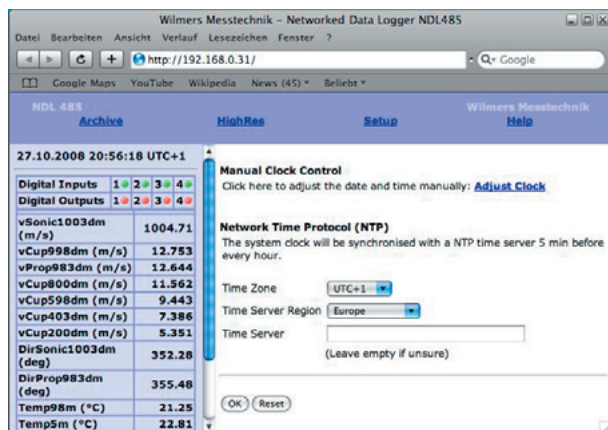 Wilmers Messtechnik – Networked Data Logger NDL485
Datei Bearbeiten Ansicht Verlauf Lesezeichen Fenster ?
http://192.168.0.31/
Google
Google Maps YouTube Wikipedia News (45) Beliebt
NDL 485 Wilmers Messtechnik
Archive HighRes Setup Help
27.10.2008 20:56:18 UTC+1
Digital Inputs 1 2 3 4
Digital Outputs 1 2 3 4
vSonic1003dm (m/s) 1004.71
vCup998dm (m/s) 12.753
vProp983dm (m/s) 12.644
vCup800dm (m/s) 11.562
vCup598dm (m/s) 9.443
vCup403dm (m/s) 7.386
vCup200dm (m/s) 5.351
DirSonic1003dm (deg) 352.28
DirProp983dm (deg) 355.48
Temp98m (°C) 21.25
Temp5m (°C) 22.81
Manual Clock Control
Click here to adjust the date and time manually: Adjust Clock
Network Time Protocol (NTP)
The system clock will be synchronised with a NTP time server 5 min before
every hour.
Time Zone UTC+1
Time Server Region Europe
Time Server
(Leave empty if unsure)
OK Reset